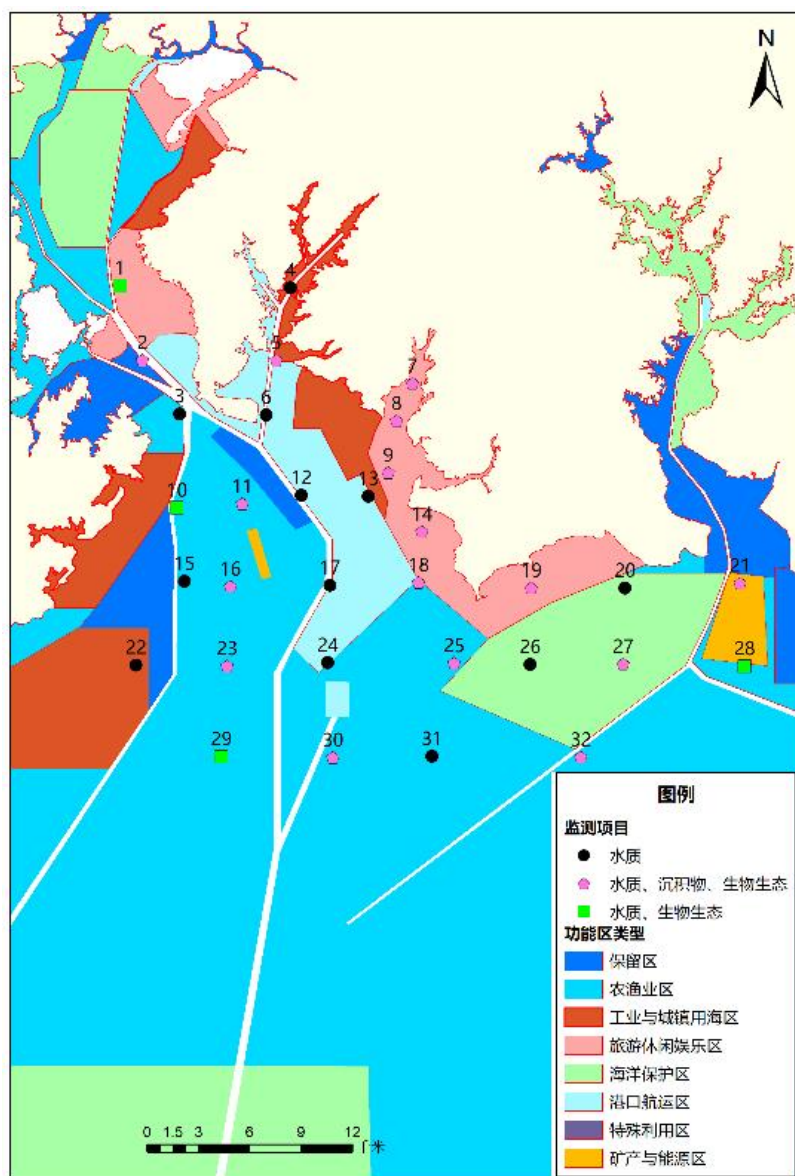 N
1
4
2
5
7
3
6
8
9
10
11
12
13
14
15
16
17
18
19
20
21
22
23
24
25
26
27
28
29
30
31
32
图例
监测项目
水质
水质、沉积物、生物生态
水质、生物生态
功能区类型
保留区
农渔业区
工业与城镇用海区
旅游休闲娱乐区
海洋保护区
港口航运区
特殊利用区
矿产与能源区
0 1.5 3 6 9 12
千米